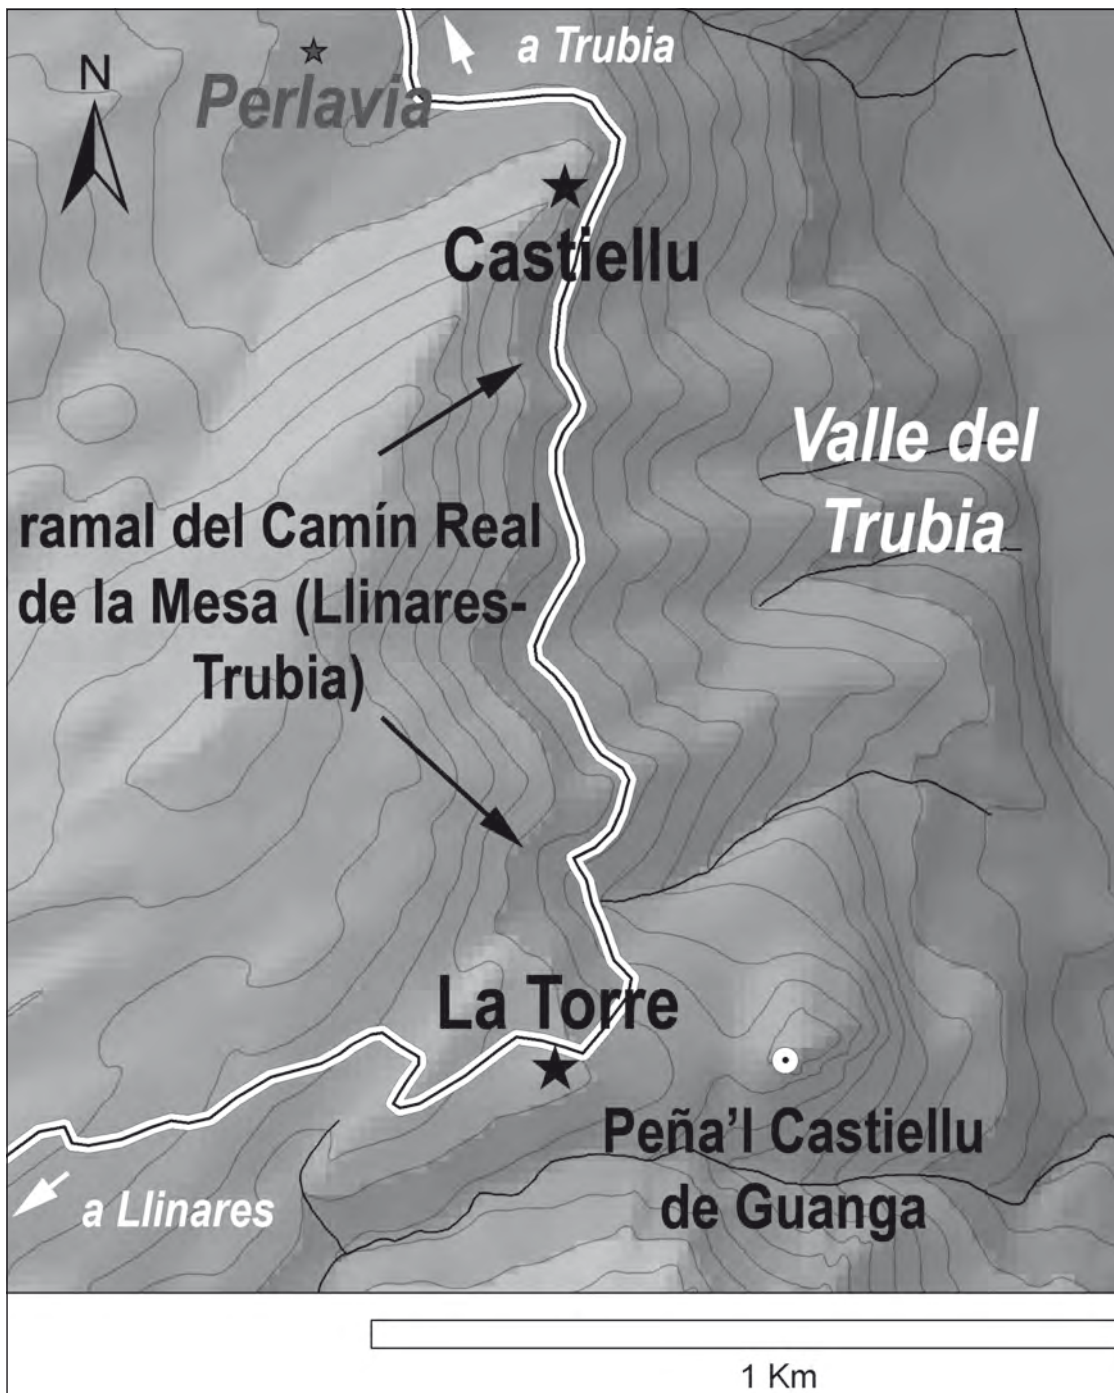 a Trubia
N
Perlavia
Castiellu
Valle del
Trubia
ramal del Camín Real
de la Mesa (Llinares-
Trubia)
La Torre
Peña'l Castiellu
de Guanga
a Llinares
1 Km